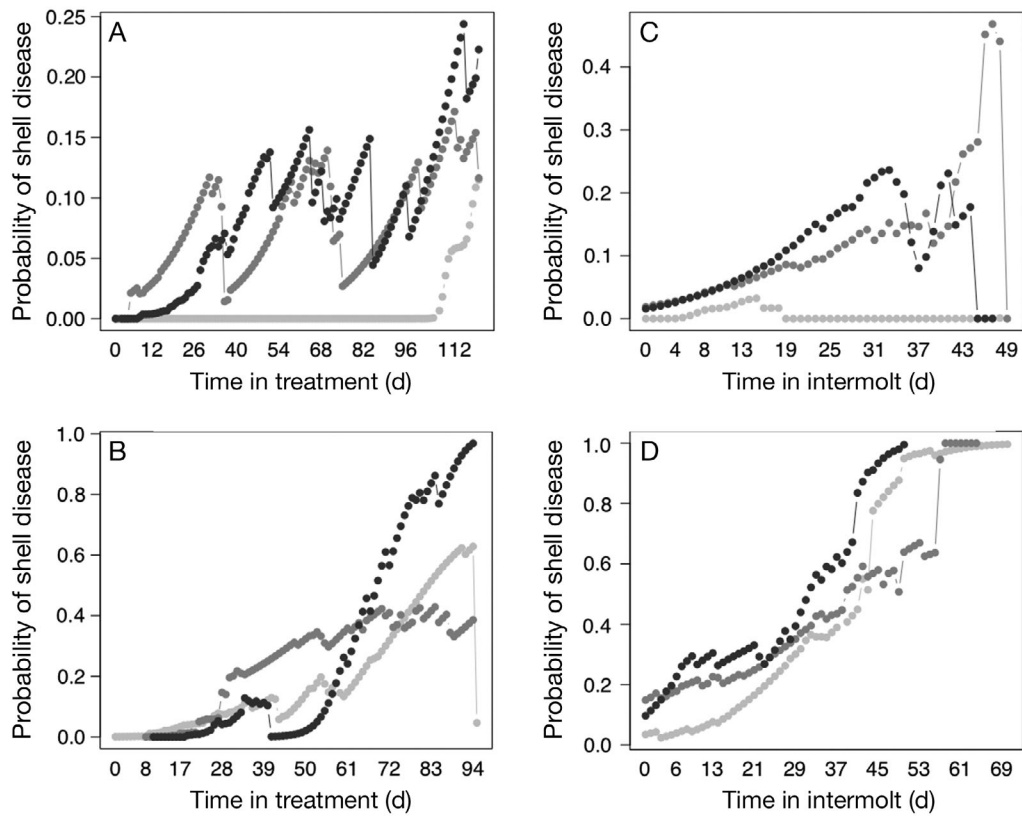 A
Probability of shell disease
0.25
0.20
0.15
0.10
0.05
0.00
0 12 26 40 54 68 82 96 112
Time in treatment (d)
C
Probability of shell disease
0.4
0.3
0.2
0.1
0.0
0 4 8 13 19 25 31 37 43 49
Time in intermolt (d)
B
Probability of shell disease
1.0
0.8
0.6
0.4
0.2
0.0
0 8 17 28 39 50 61 72 83 94
Time in treatment (d)
D
Probability of shell disease
1.0
0.8
0.6
0.4
0.2
0.0
0 6 13 21 29 37 45 53 61 69
Time in intermolt (d)